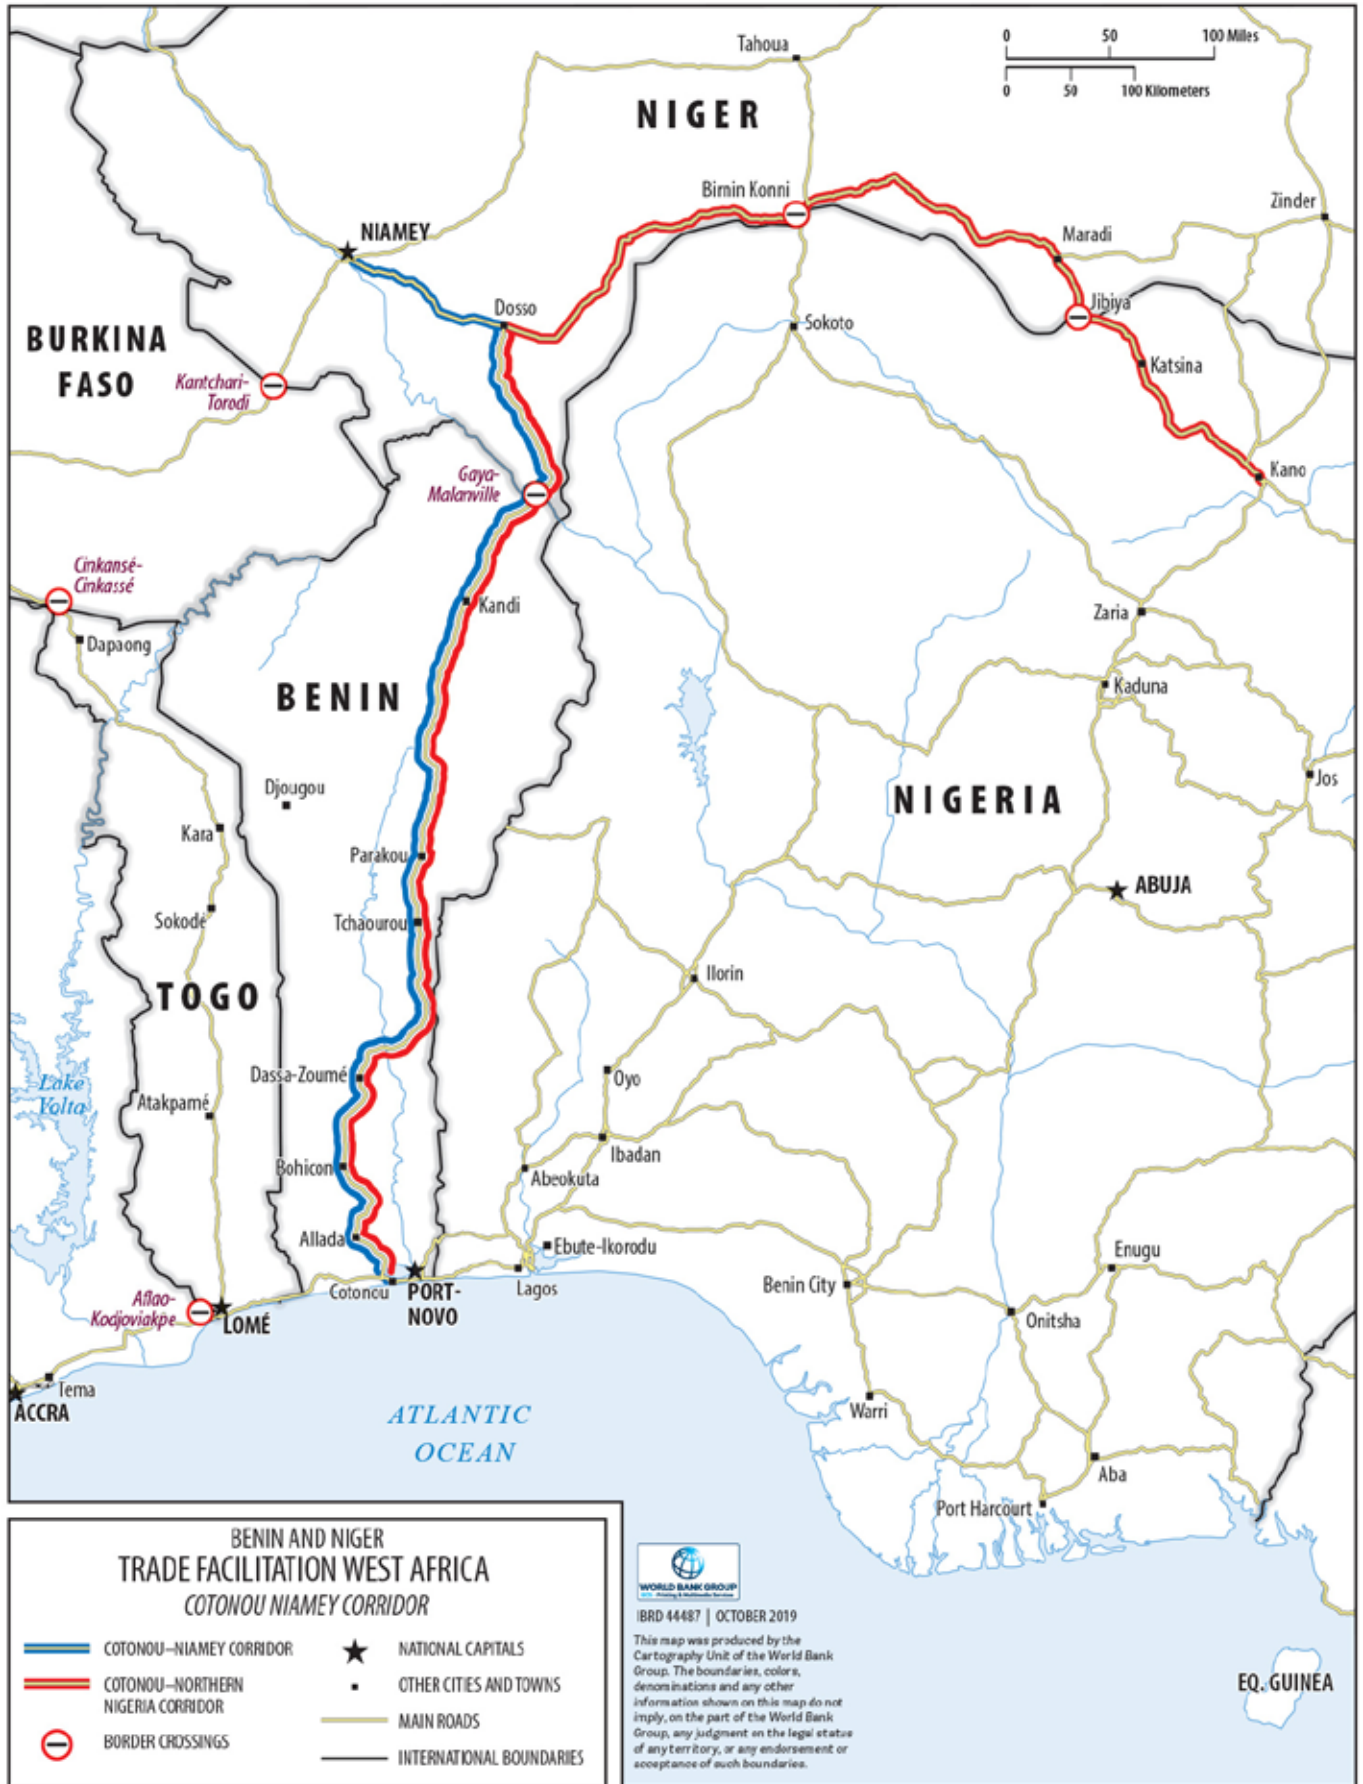 0 50 100 Miles
0 50 100 Kilometers
Tahoua
NIGER
Birnin Konni
Zinder
NIAMEY
Maradi
Dosso
Jibiya
Sokoto
BURKINA
FASO
Katsina
Kantchari-
Torodi
Gaya-
Malanville
Kano
Cinkansé-
Cinkassé
Kandi
Zaria
Dapaong
BENIN
Kaduna
Djougou
NIGERIA
Jos
Kara
Parakou
ABUJA
Sokodé
Tchaourou
Ilorin
TOGO
Dassa-Zoumé
Oyo
Lake
Volta
Atakpamé
Ibadan
Bohicon
Abeokuta
Allada
Ebute-Ikorodu
Enugu
Cotonou
PORT-
NOVO
Lagos
Benin City
Aflao-
Kodjoviakpe
LOMÉ
Onitsha
Tema
ACCRA
Warri
ATLANTIC
OCEAN
Aba
Port Harcourt
BENIN AND NIGER
TRADE FACILITATION WEST AFRICA
COTONOU NIAMEY CORRIDOR
COTONOU–NIAMEY CORRIDOR
COTONOU–NORTHERN
NIGERIA CORRIDOR
BORDER CROSSINGS
NATIONAL CAPITALS
OTHER CITIES AND TOWNS
MAIN ROADS
INTERNATIONAL BOUNDARIES
WORLD BANK GROUP
Printing & Multimedia Services
IBRD 44487 | OCTOBER 2019
This map was produced by the
Cartography Unit of the World Bank
Group. The boundaries, colors,
denominations and any other
information shown on this map do not
imply, on the part of the World Bank
Group, any judgment on the legal status
of any territory, or any endorsement or
acceptance of such boundaries.
EQ. GUINEA